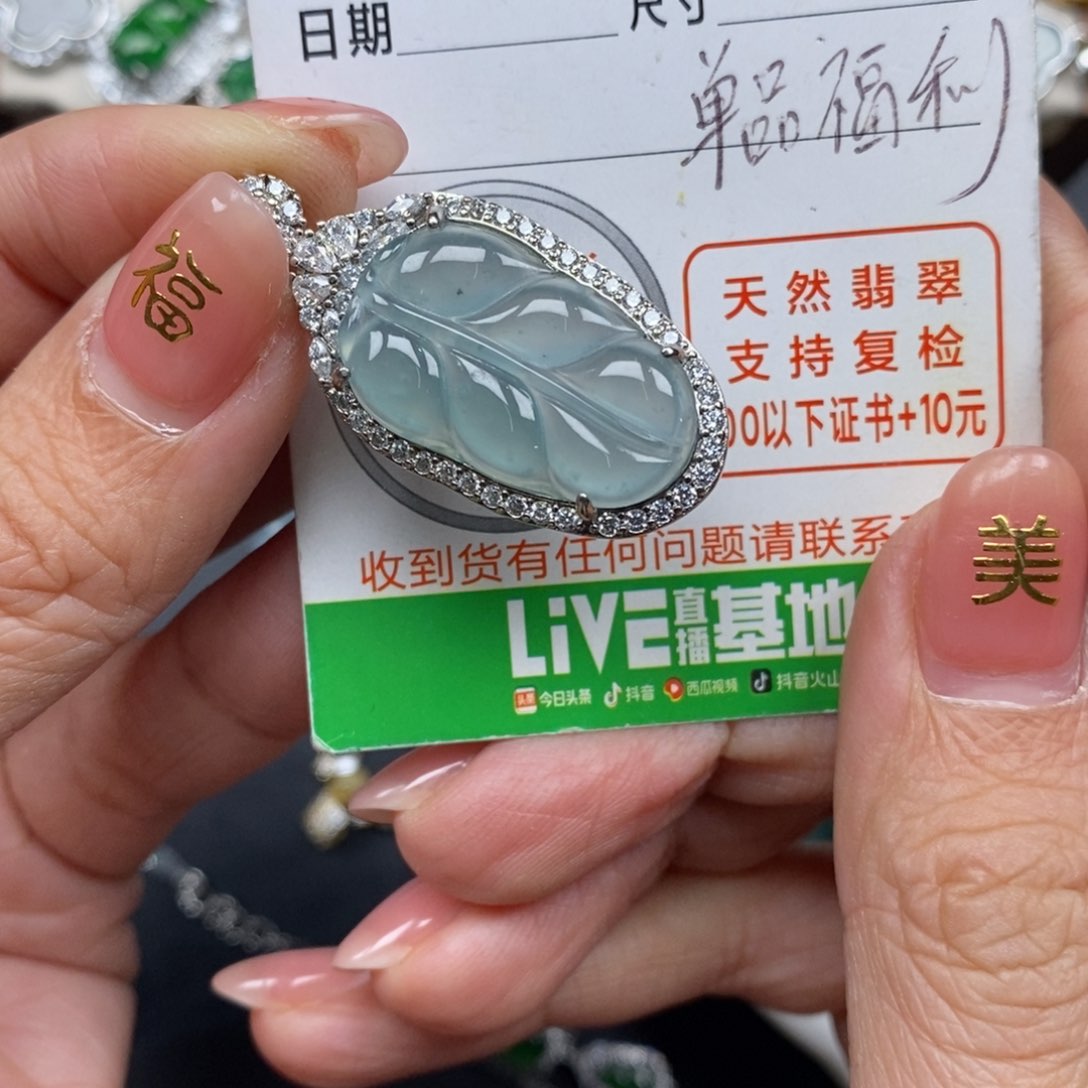 日期
尺寸
单品福利
福
天然翡翠
支持复检
00以下证书+10元
收到货有任何问题请联系
LiVE直播基地
今日头条 抖音 西瓜视频 抖音火山
美